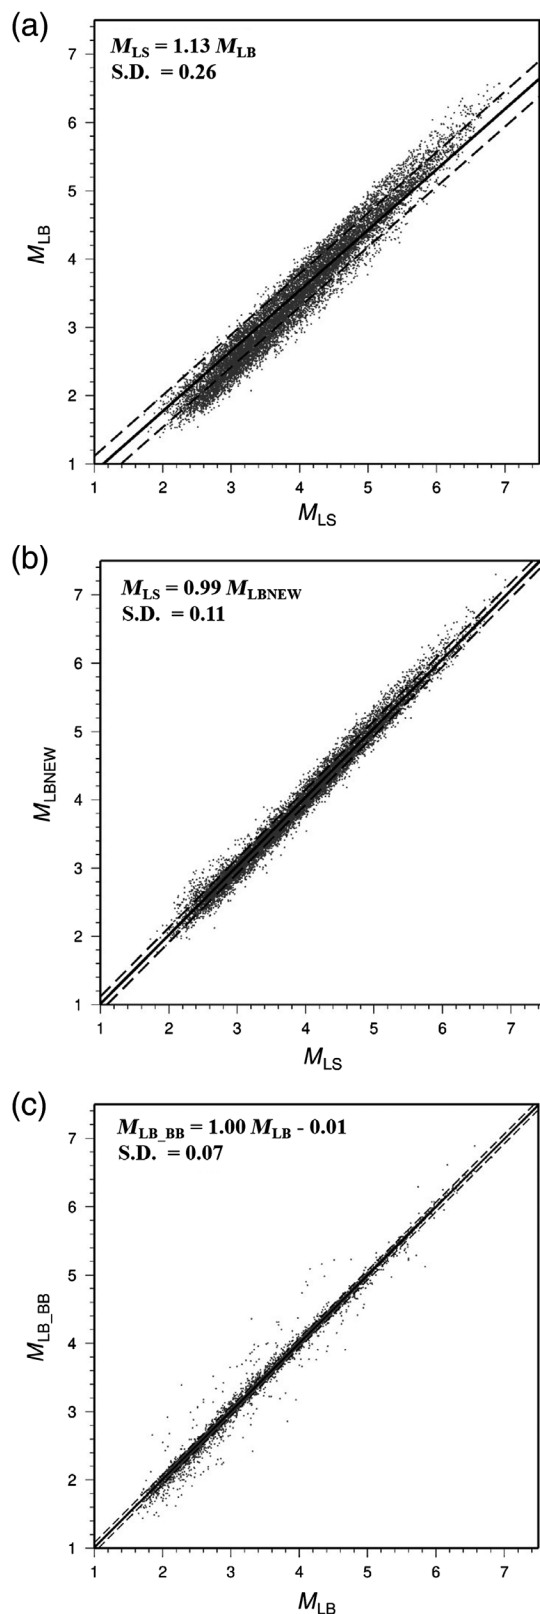 (a)
M_LS = 1.13 M_LB
S.D. = 0.26
7
6
5
4
3
2
1
M_LB
1 2 3 4 5 6 7
M_LS
(b)
M_LS = 0.99 M_LBNEW
S.D. = 0.11
7
6
5
4
3
2
1
M_LBNEW
1 2 3 4 5 6 7
M_LS
(c)
M_LB_BB = 1.00 M_LB - 0.01
S.D. = 0.07
7
6
5
4
3
2
1
M_LB_BB
1 2 3 4 5 6 7
M_LB